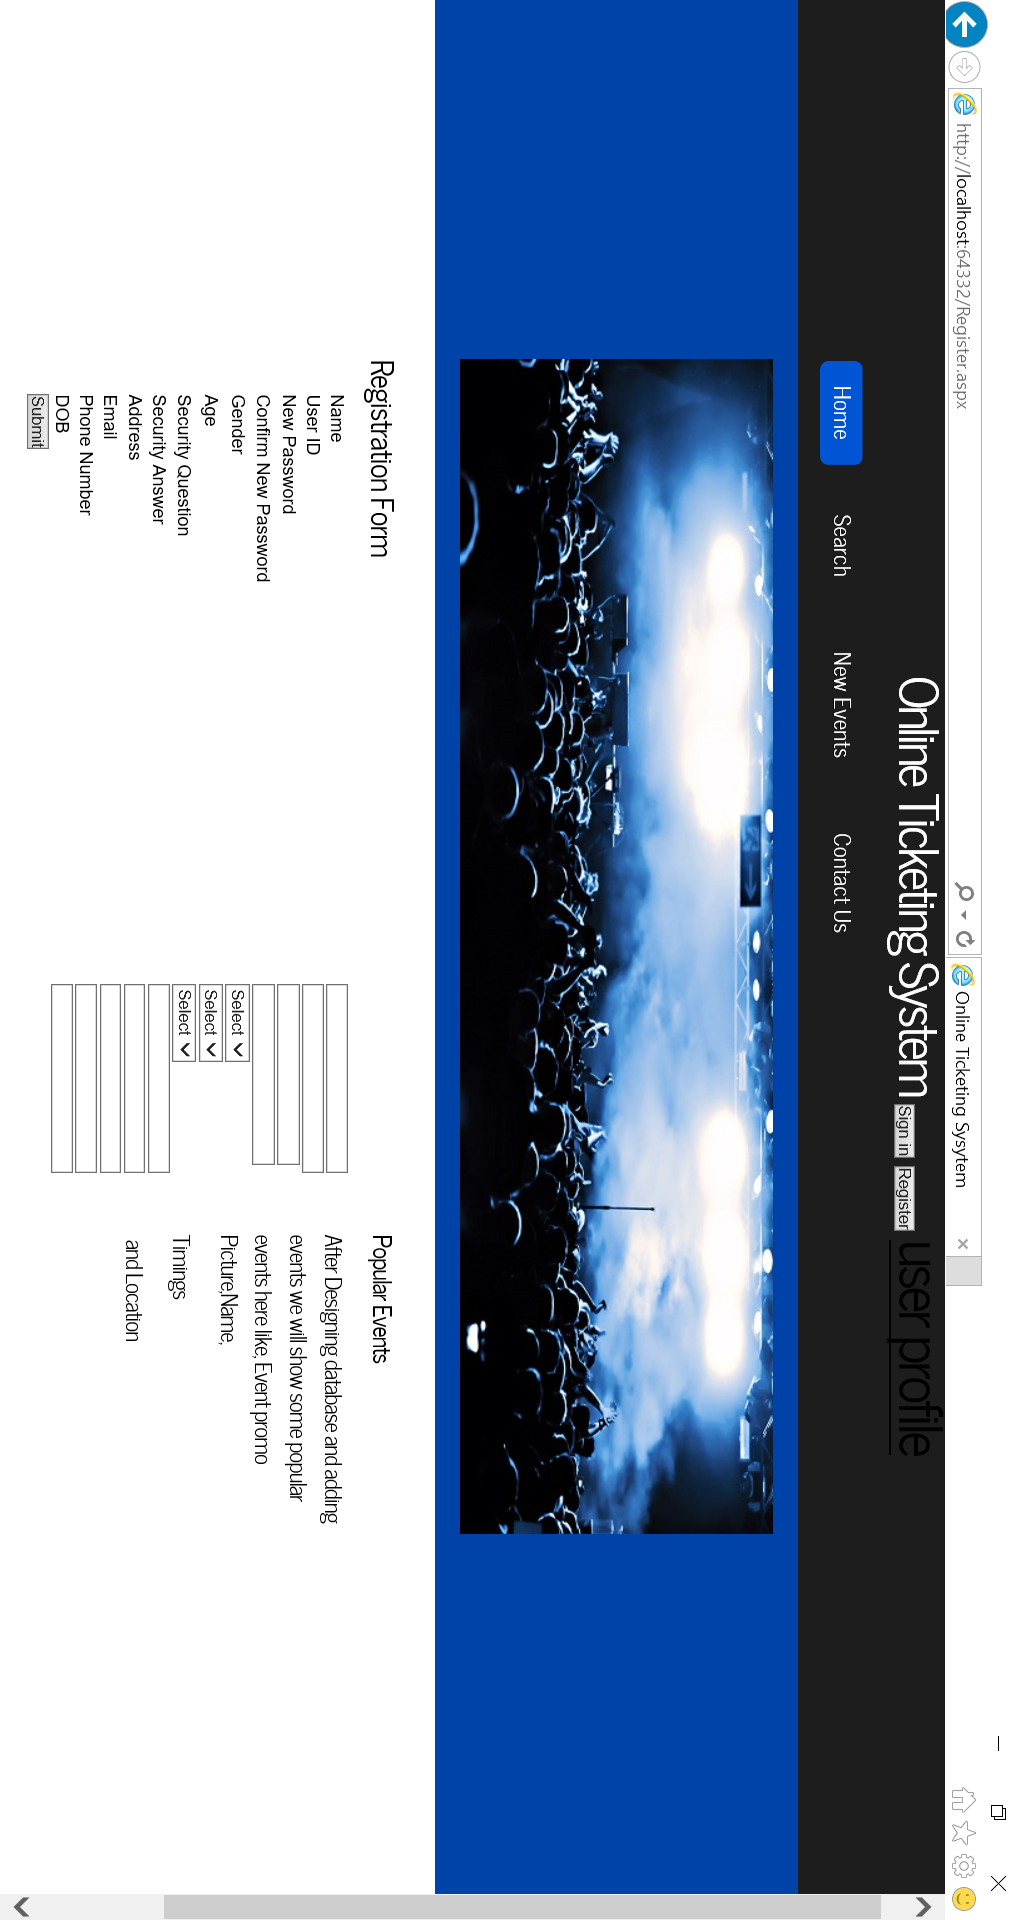 http://localhost:64332/Register.aspx
Online Ticketing Sysytem
Online Ticketing System Sign in Register user profile
Home Search New Events Contact Us
Registration Form
Name
User ID
New Password
Confirm New Password
Gender Select
Age Select
Security Question Select
Security Answer
Address
Email
Phone Number
DOB
Submit
Popular Events
After Designing database and adding
events we will show some popular
events here like, Event promo
Picture,Name,
Timings
and Location